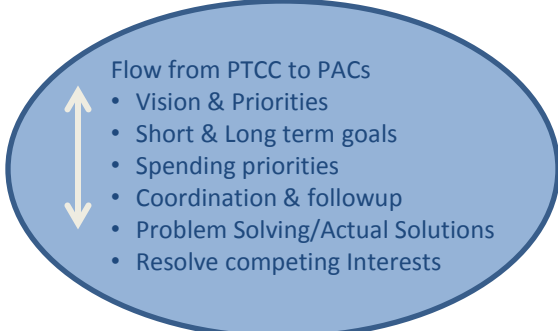 Flow from PTCC to PACs
• Vision & Priorities
• Short & Long term goals
• Spending priorities
• Coordination & followup
• Problem Solving/Actual Solutions
• Resolve competing Interests